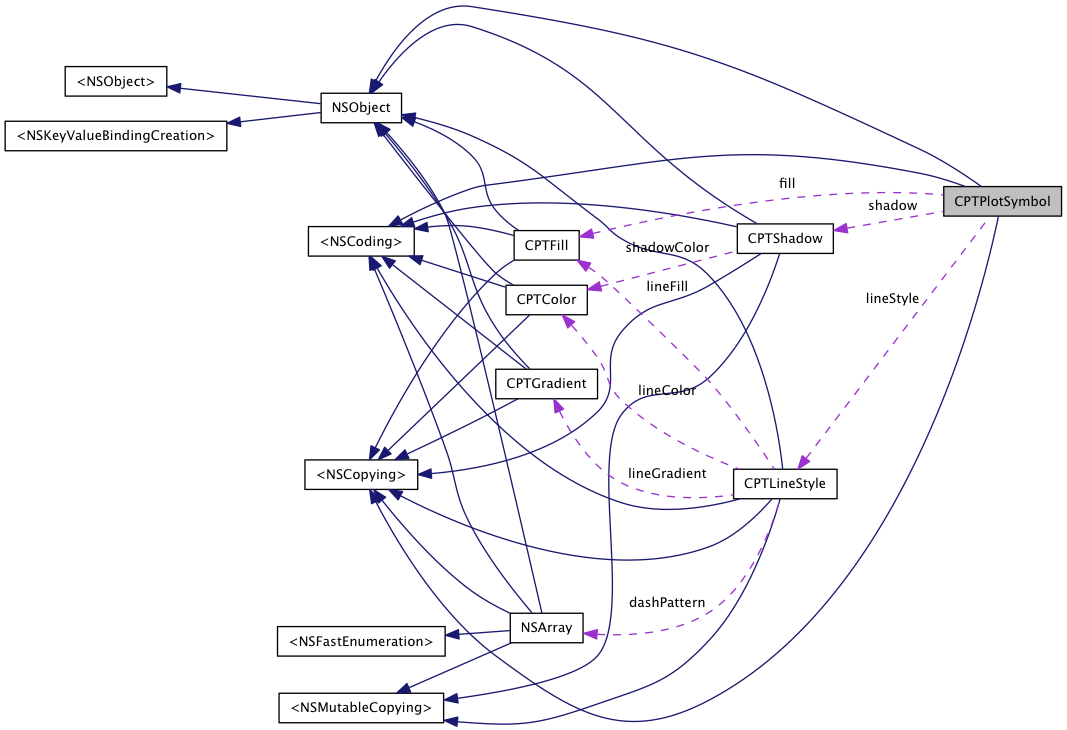 <NSObject>
NSObject
<NSKeyValueBindingCreation>
fill
CPTPlotSymbol
shadow
<NSCoding>
CPTFill
shadowColor
CPTShadow
CPTColor
lineFill
lineStyle
CPTGradient
lineColor
<NSCopying>
lineGradient
CPTLineStyle
dashPattern
NSArray
<NSFastEnumeration>
<NSMutableCopying>